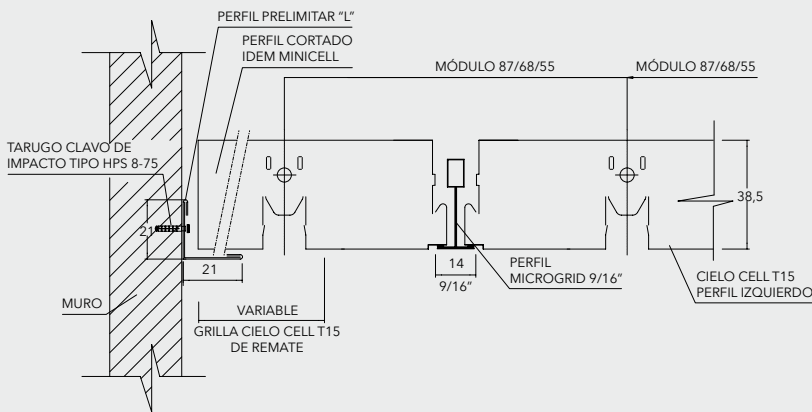 PERFIL PRELIMITAR "L"
PERFIL CORTADO
IDEM MINICELL
MÓDULO 87/68/55
MÓDULO 87/68/55
TARUGO CLAVO DE
IMPACTO TIPO HPS 8-75
38,5
21
21
14
9/16”
PERFIL
MICROGRID 9/16”
CIELO CELL T15
PERFIL IZQUIERDO
MURO
VARIABLE
GRILLA CIELO CELL T15
DE REMATE